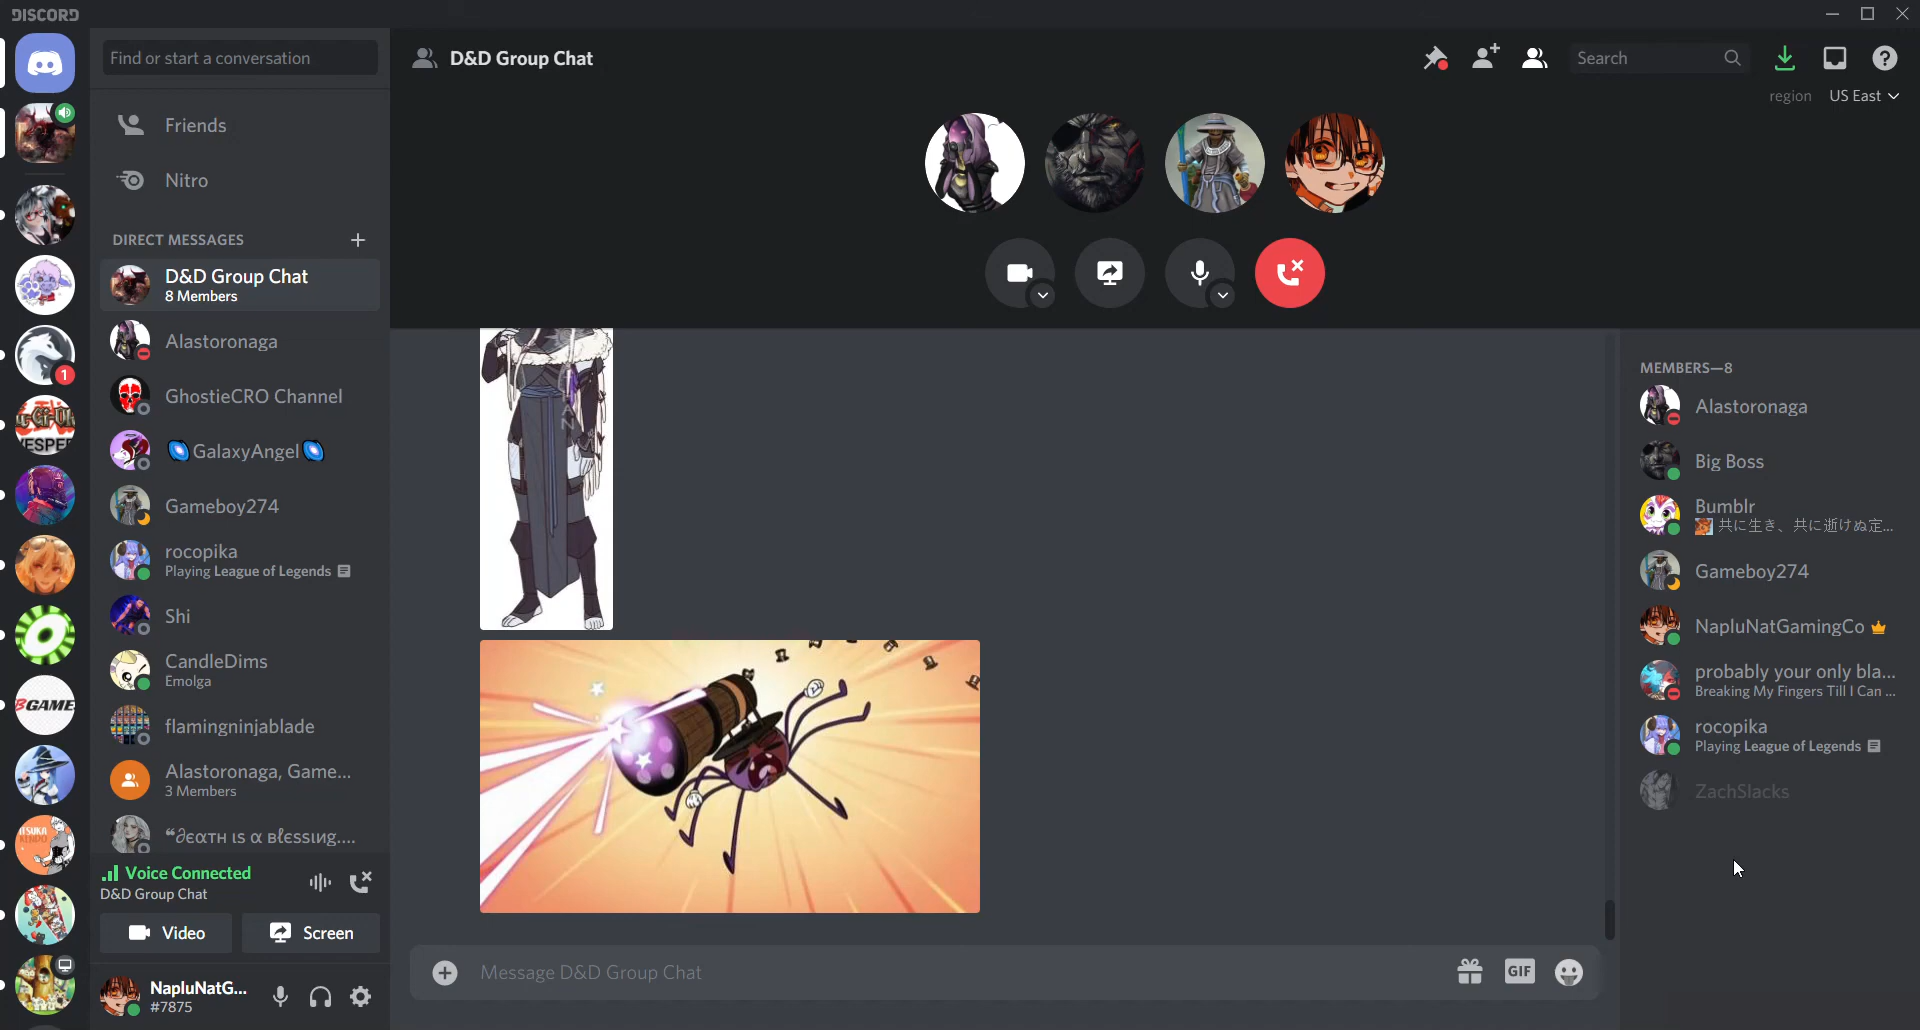 DISCORD
Find or start a conversation
Friends
Nitro
DIRECT MESSAGES
D&D Group Chat
8 Members
Alastoronaga
GhostieCRO Channel
GalaxyAngel
Gameboy274
rocopika
Playing League of Legends
Shi
CandleDims
Emolga
flamingninjablade
Alastoronaga, Game...
3 Members
Voice Connected
D&D Group Chat
Video
Screen
NapluNatG...
#7875
1
D&D Group Chat
Search
region US East
MEMBERS—8
Alastoronaga
Big Boss
Bumblr
共に生き、共に逝けぬ定...
Gameboy274
NapluNatGamingCo
probably your only bla...
Breaking My Fingers Till I Can ...
rocopika
Playing League of Legends
ZachSlacks
Message D&D Group Chat
GIF